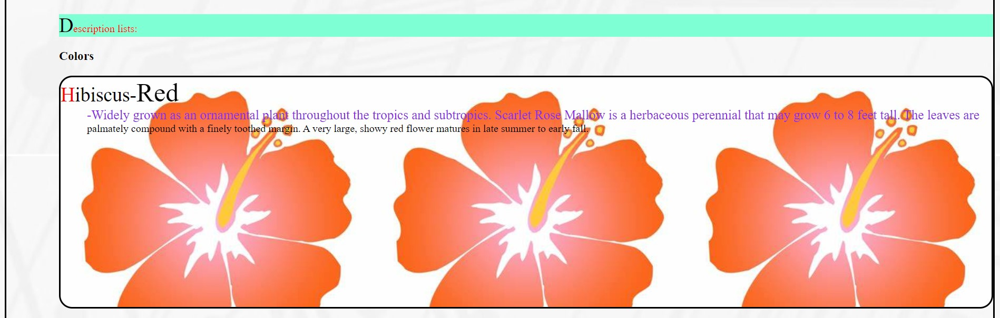 Description lists:
Colors
Hibiscus-Red
-Widely grown as an ornamental plant throughout the tropics and subtropics. Scarlet Rose Mallow is a herbaceous perennial that may grow 6 to 8 feet tall. The leaves are
palmately compound with a finely toothed margin. A very large, showy red flower matures in late summer to early fall.